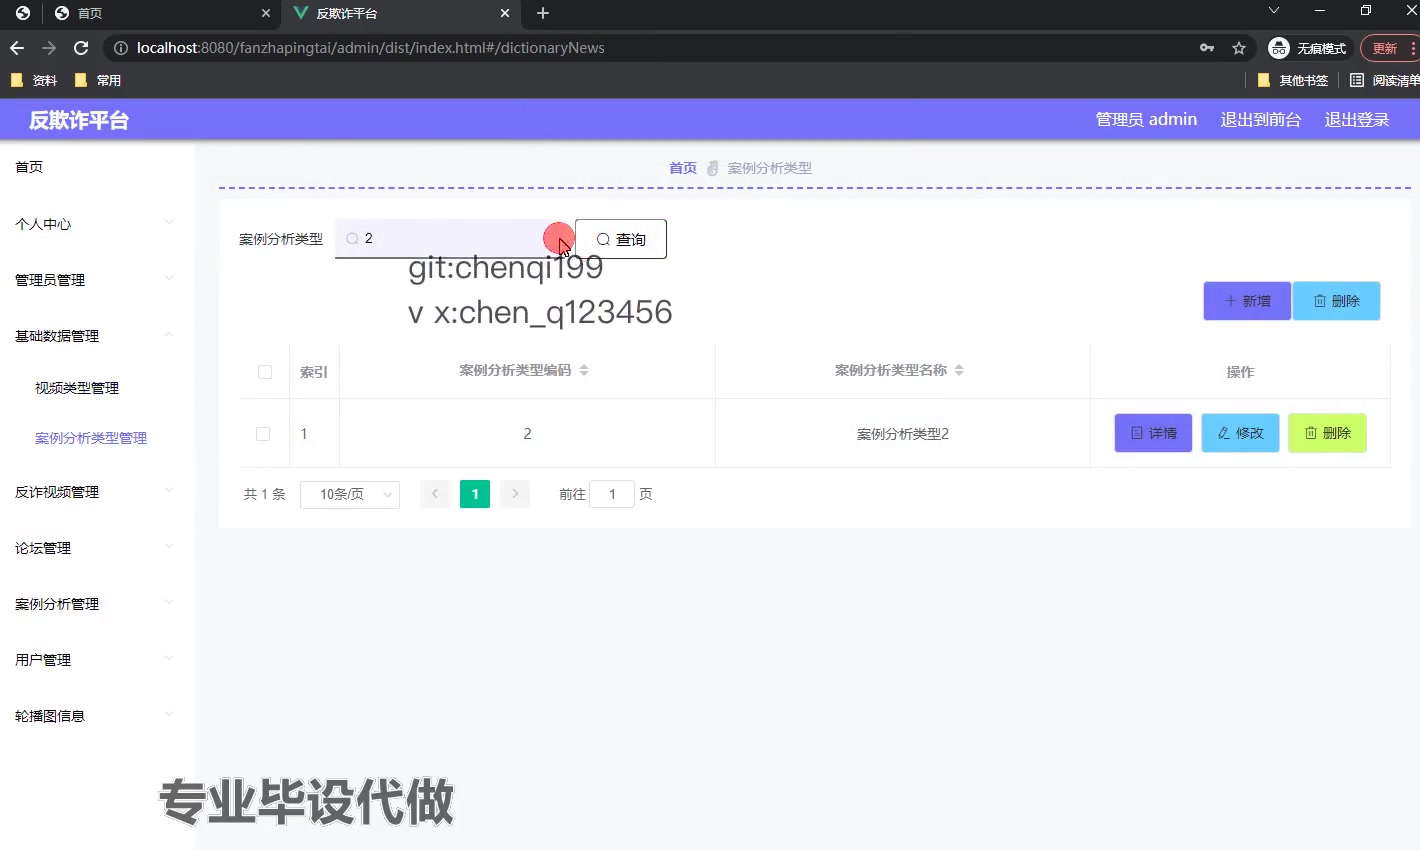 首页
反欺诈平台
localhost:8080/fanzhapingtai/admin/dist/index.html#/dictionaryNews
无痕模式
更新
资料
常用
其他书签
阅读清单
反欺诈平台
管理员 admin
退出到前台
退出登录
首页
个人中心
管理员管理
基础数据管理
视频类型管理
案例分析类型管理
反诈视频管理
论坛管理
案例分析管理
用户管理
轮播图信息
首页 案例分析类型
案例分析类型 2 查询
git:chenqi199
v x:chen_q123456
新增 删除
索引 案例分析类型编码 案例分析类型名称 操作
1 2 案例分析类型2 详情 修改 删除
共 1 条 10条/页 1 前往 1 页
专业毕设代做